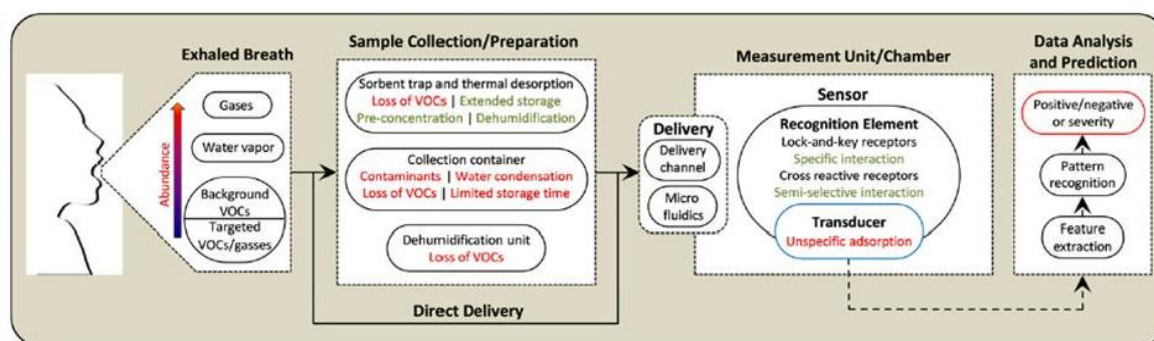 Exhaled Breath
Gases
Water vapor
Background
VOCs
Targeted
VOCs/gasses
Abundance
Sample Collection/Preparation
Sorbent trap and thermal desorption
Loss of VOCs | Extended storage
Pre-concentration | Dehumidification
Collection container
Contaminants | Water condensation
Loss of VOCs | Limited storage time
Dehumidification unit
Loss of VOCs
Direct Delivery
Delivery
Delivery
channel
Micro
fluidics
Measurement Unit/Chamber
Sensor
Recognition Element
Lock-and-key receptors
Specific interaction
Cross reactive receptors
Semi-selective interaction
Transducer
Unspecific adsorption
Data Analysis
and Prediction
Positive/negative
or severity
Pattern
recognition
Feature
extraction